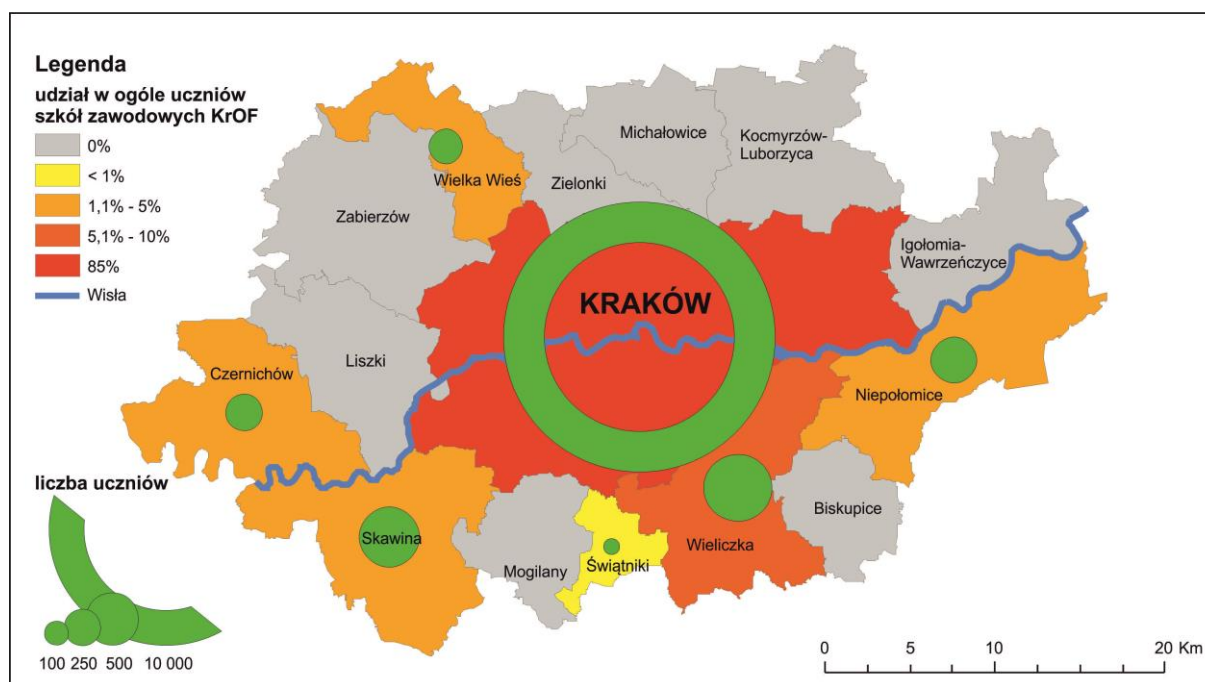 Legenda
udział w ogóle uczniów
szkół zawodowych KrOF
0%
< 1%
1,1% - 5%
5,1% - 10%
85%
Wisła
Michałowice
Kocmyrzów-
Luborzyca
Wielka Wieś
Zielonki
Zabierzów
Igołomia-
Wawrzeńczyce
KRAKÓW
Liszki
Czernichów
Niepołomice
Biskupice
Skawina
Wieliczka
Świątniki
Mogilany
liczba uczniów
100 250 500 10 000
0 5 10 20 Km